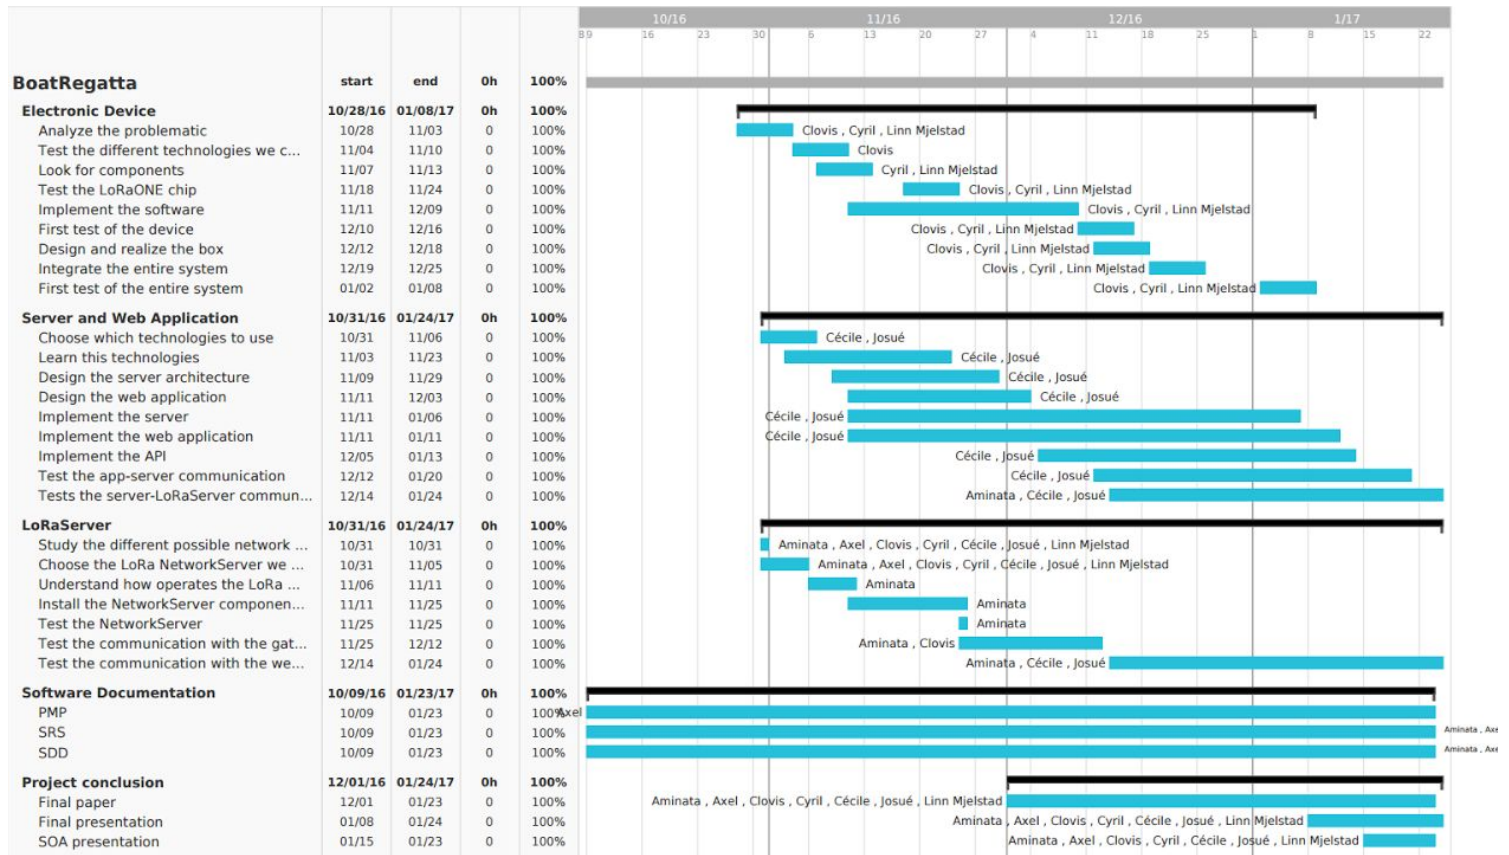 10/16 11/16 12/16 1/17
8 9 16 23 30 6 13 20 27 4 11 18 25 1 8 15 22
BoatRegatta start end 0h 100%
Electronic Device 10/28/16 01/08/17 0h 100%
Analyze the problematic 10/28 11/03 0 100% Clovis , Cyril , Linn Mjelstad
Test the different technologies we c... 11/04 11/10 0 100% Clovis
Look for components 11/07 11/13 0 100% Cyril , Linn Mjelstad
Test the LoRaONE chip 11/18 11/24 0 100% Clovis , Cyril , Linn Mjelstad
Implement the software 11/11 12/09 0 100% Clovis , Cyril , Linn Mjelstad
First test of the device 12/10 12/16 0 100% Clovis , Cyril , Linn Mjelstad
Design and realize the box 12/12 12/18 0 100% Clovis , Cyril , Linn Mjelstad
Integrate the entire system 12/19 12/25 0 100% Clovis , Cyril , Linn Mjelstad
First test of the entire system 01/02 01/08 0 100% Clovis , Cyril , Linn Mjelstad
Server and Web Application 10/31/16 01/24/17 0h 100%
Choose which technologies to use 10/31 11/06 0 100% Cécile , Josué
Learn this technologies 11/03 11/23 0 100% Cécile , Josué
Design the server architecture 11/09 11/29 0 100% Cécile , Josué
Design the web application 11/11 12/03 0 100% Cécile , Josué
Implement the server 11/11 01/06 0 100% Cécile , Josué
Implement the web application 11/11 01/11 0 100% Cécile , Josué
Implement the API 12/05 01/13 0 100% Cécile , Josué
Test the app-server communication 12/12 01/20 0 100% Cécile , Josué
Tests the server-LoRaServer commun... 12/14 01/24 0 100% Aminata , Cécile , Josué
LoRaServer 10/31/16 01/24/17 0h 100%
Study the different possible network ... 10/31 10/31 0 100% Aminata , Axel , Clovis , Cyril , Cécile , Josué , Linn Mjelstad
Choose the LoRa NetworkServer we ... 10/31 11/05 0 100% Aminata , Axel , Clovis , Cyril , Cécile , Josué , Linn Mjelstad
Understand how operates the LoRa ... 11/06 11/11 0 100% Aminata
Install the NetworkServer componen... 11/11 11/25 0 100% Aminata
Test the NetworkServer 11/25 11/25 0 100% Aminata
Test the communication with the gat... 11/25 12/12 0 100% Aminata , Clovis
Test the communication with the we... 12/14 01/24 0 100% Aminata , Cécile , Josué
Software Documentation 10/09/16 01/23/17 0h 100%
PMP 10/09 01/23 0 100% Axel
SRS 10/09 01/23 0 100% Aminata , Axe
SDD 10/09 01/23 0 100% Aminata , Axe
Project conclusion 12/01/16 01/24/17 0h 100%
Final paper 12/01 01/23 0 100% Aminata , Axel , Clovis , Cyril , Cécile , Josué , Linn Mjelstad
Final presentation 01/08 01/24 0 100% Aminata , Axel , Clovis , Cyril , Cécile , Josué , Linn Mjelstad
SOA presentation 01/15 01/23 0 100% Aminata , Axel , Clovis , Cyril , Cécile , Josué , Linn Mjelstad